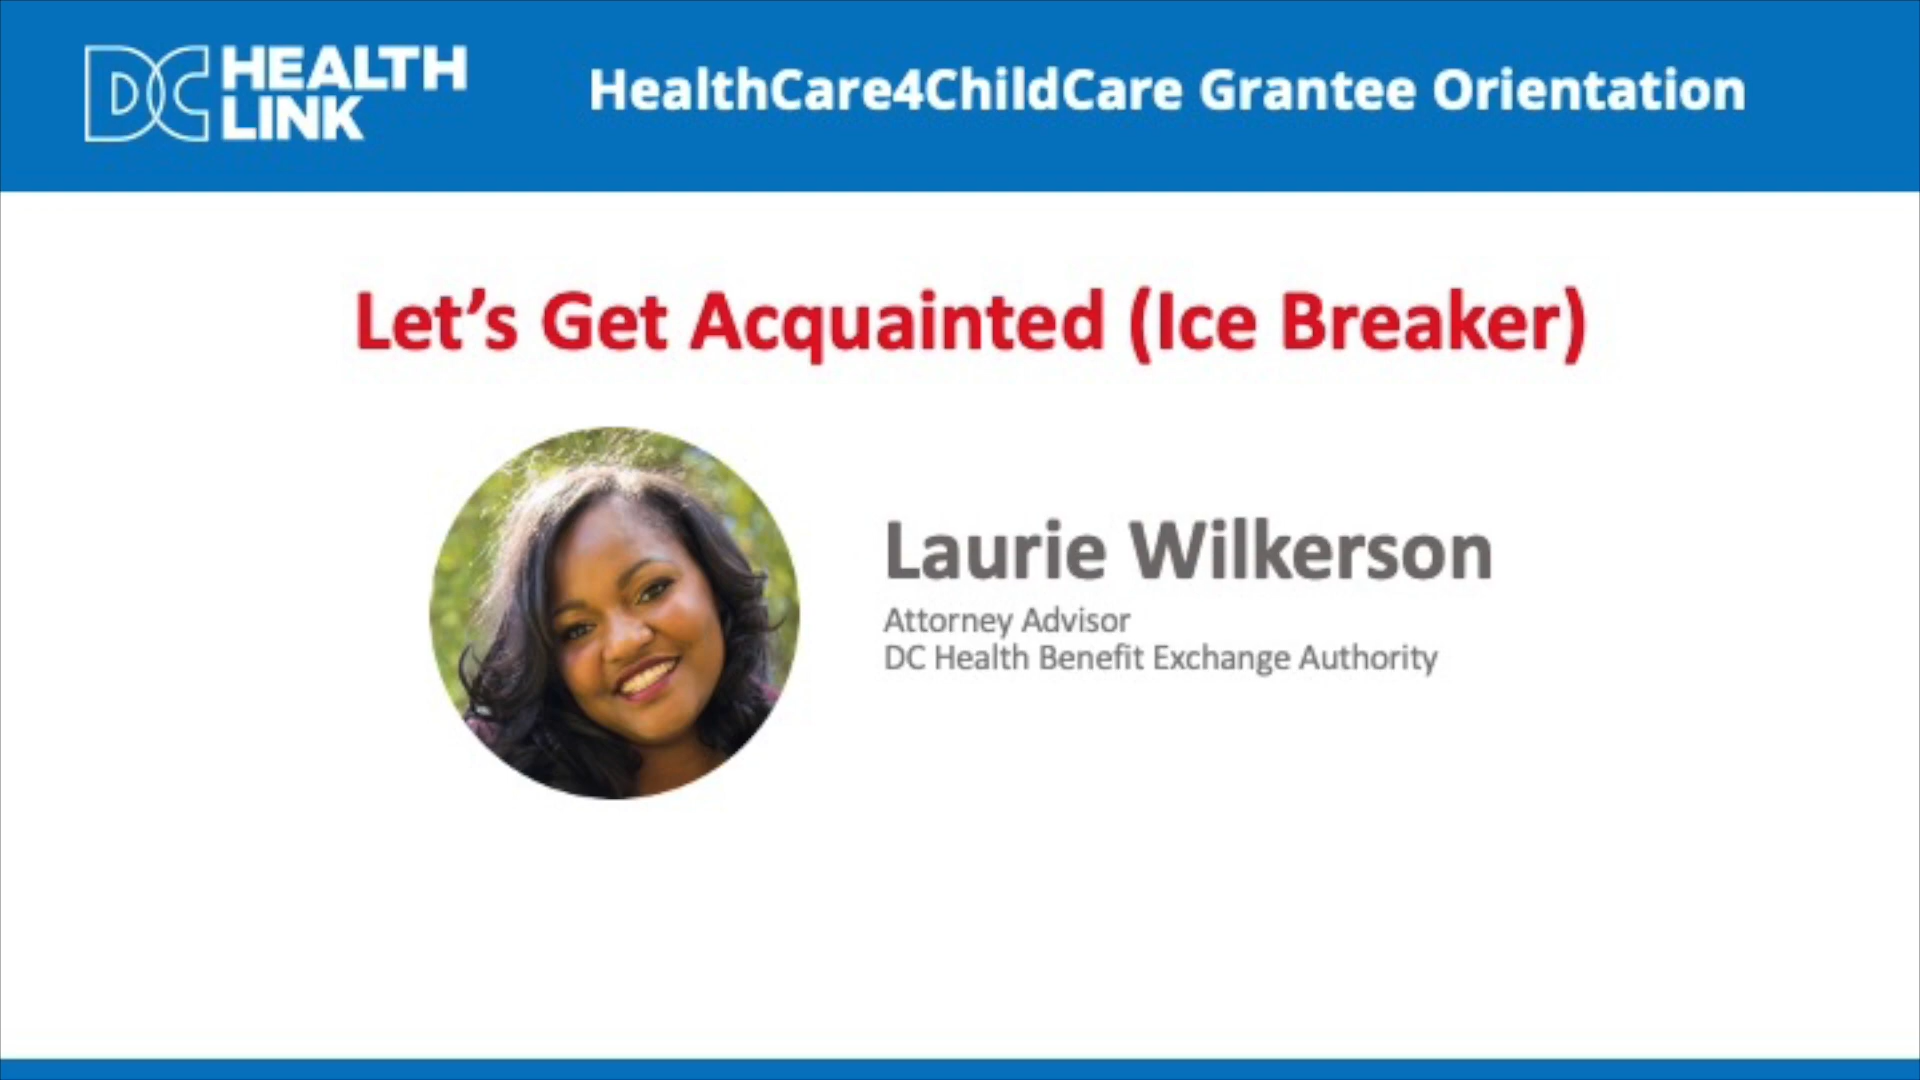 DC HEALTH
LINK
HealthCare4ChildCare Grantee Orientation
Let’s Get Acquainted (Ice Breaker)
Laurie Wilkerson
Attorney Advisor
DC Health Benefit Exchange Authority